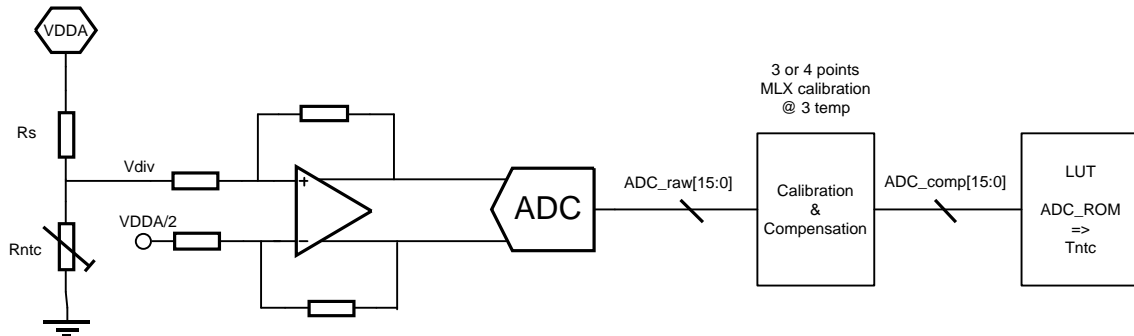 VDDA
Rs
Vdiv
VDDA/2
Rntc
+
−
ADC
ADC_raw[15:0]
3 or 4 points
MLX calibration
@ 3 temp
Calibration
&
Compensation
ADC_comp[15:0]
LUT
ADC_ROM
=>
Tntc